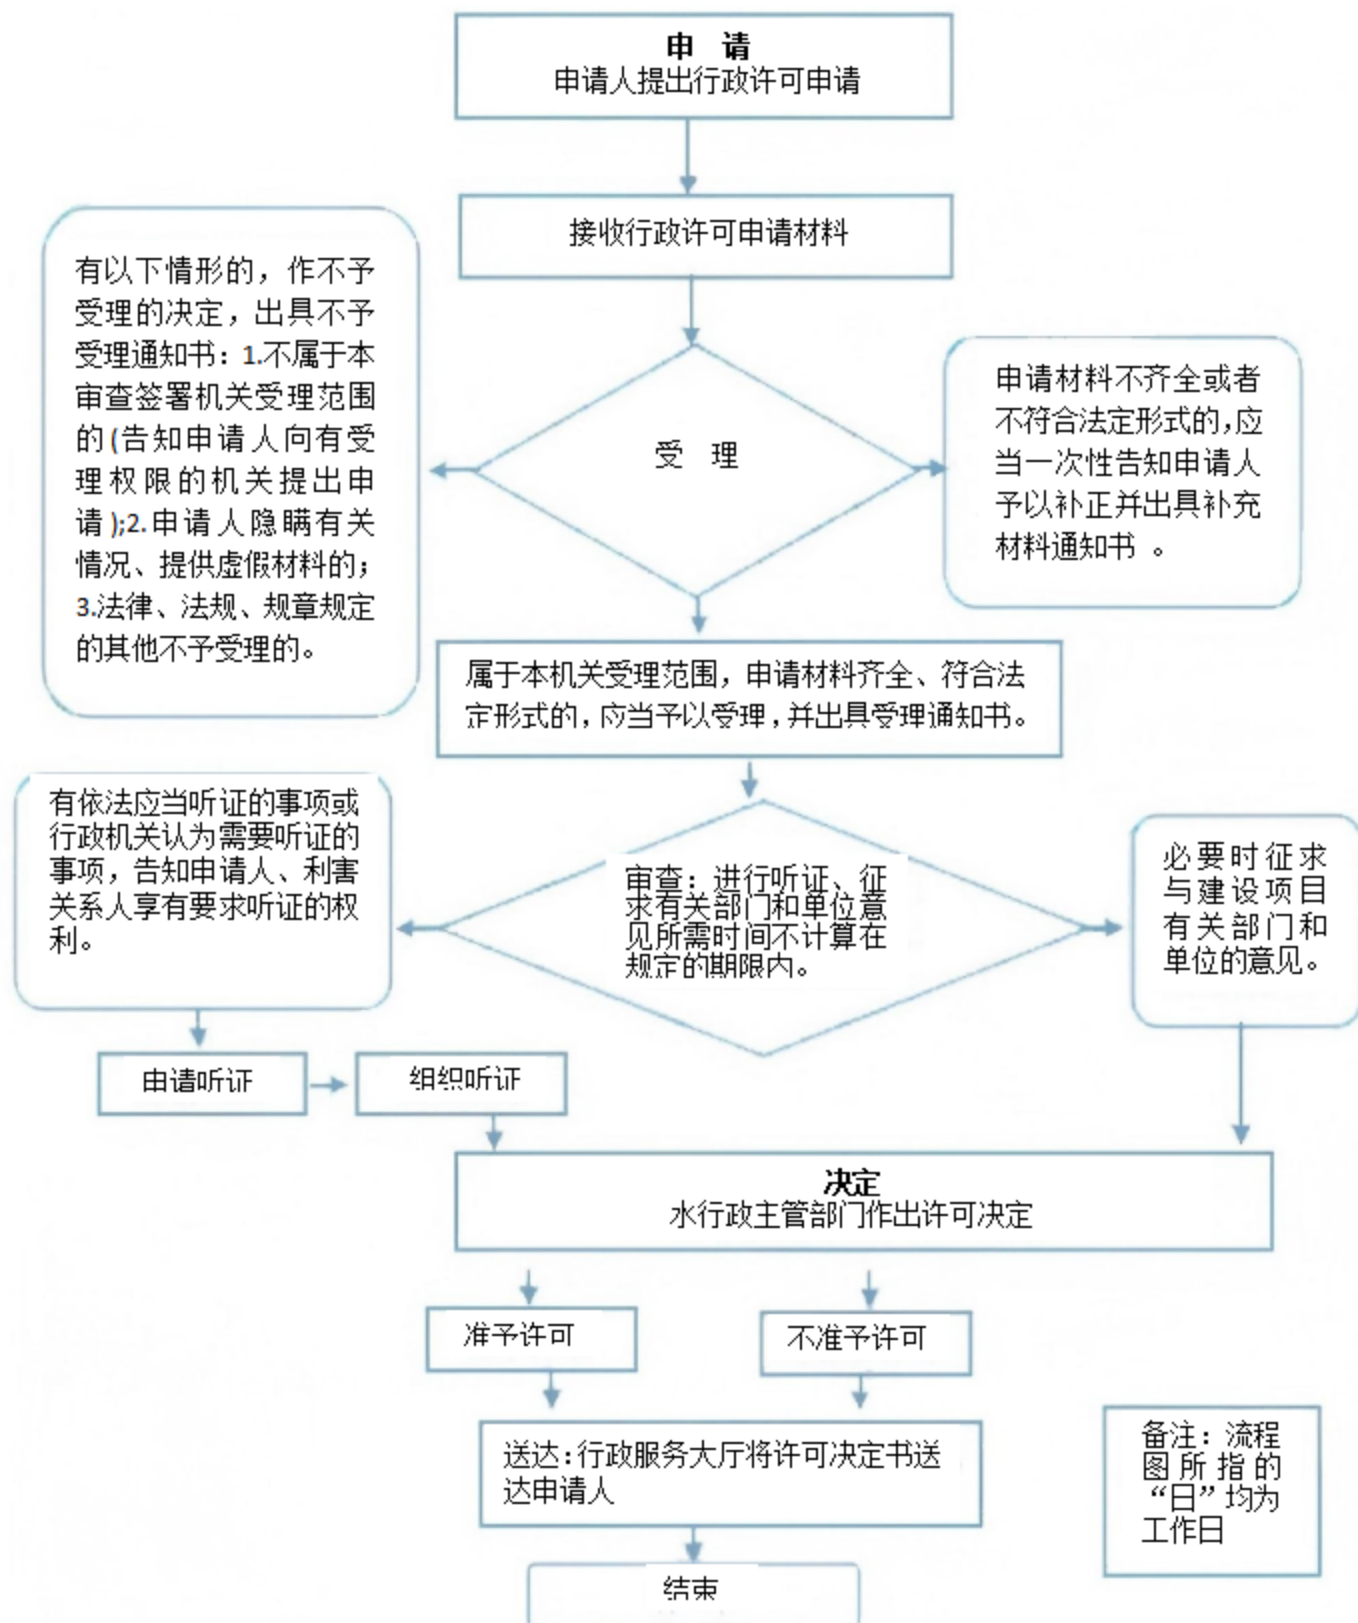 申 请
申请人提出行政许可申请
接收行政许可申请材料
有以下情形的，作不予
受理的决定，出具不予
受理通知书：1.不属于本
审查签署机关受理范围
的(告知申请人向有受
理权限的机关提出申
请);2.申请人隐瞒有关
情况、提供虚假材料的；
3.法律、法规、规章规定
的其他不予受理的。
受 理
申请材料不齐全或者
不符合法定形式的，应
当一次性告知申请人
予以补正并出具补充
材料通知书 。
属于本机关受理范围，申请材料齐全、符合法
定形式的，应当予以受理，并出具受理通知书。
有依法应当听证的事项或
行政机关认为需要听证的
事项，告知申请人、利害
关系人享有要求听证的权
利。
审查：进行听证、征
求有关部门和单位意
见所需时间不计算在
规定的期限内。
必要时征求
与建设项目
有关部门和
单位的意见。
申请听证
组织听证
决定
水行政主管部门作出许可决定
准予许可
不准予许可
送达：行政服务大厅将许可决定书送
达申请人
备注：流程
图所指的
“日”均为
工作日
结束